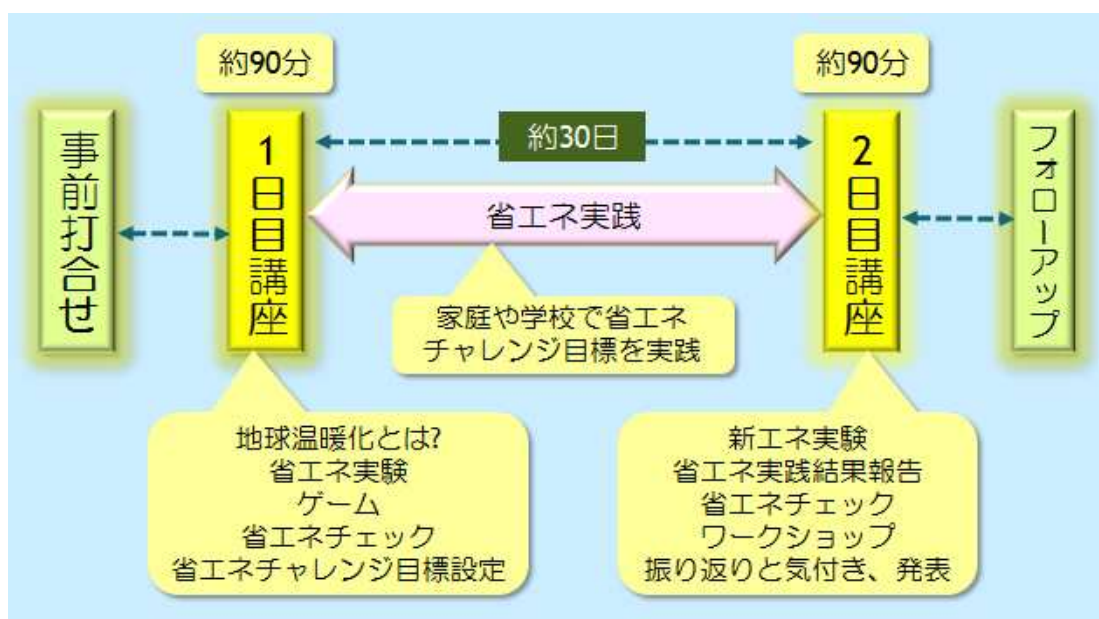 約90分
約90分
事前打合せ
1日目講座
約30日
2日目講座
フォローアップ
省エネ実践
家庭や学校で省エネ
チャレンジ目標を実践
地球温暖化とは?
省エネ実験
ゲーム
省エネチェック
省エネチャレンジ目標設定
新エネ実験
省エネ実践結果報告
省エネチェック
ワークショップ
振り返りと気付き、発表